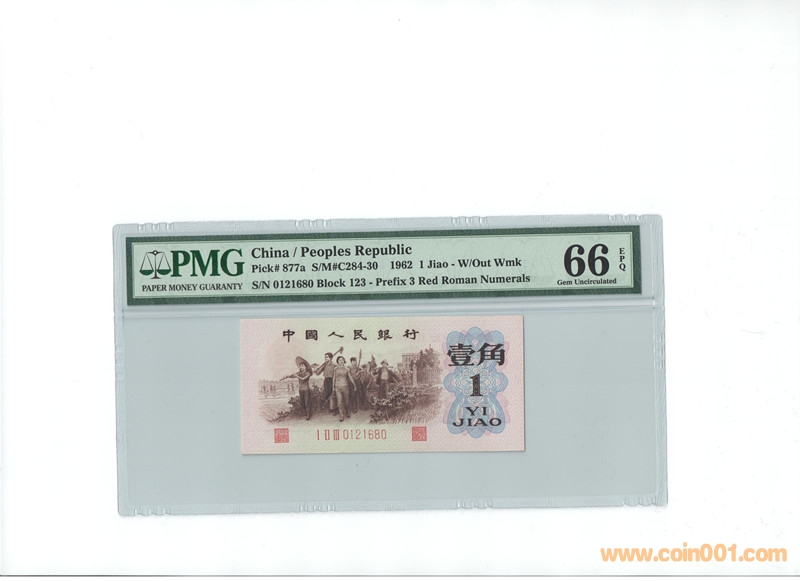 PMG
PAPER MONEY GUARANTY
China / Peoples Republic
Pick# 877a S/M#C284-30 1962 1 Jiao - W/Out Wmk
S/N 0121680 Block 123 - Prefix 3 Red Roman Numerals
66
EPQ
Gem Uncirculated
中國人民銀行
壹角
1
YI
JIAO
I II III 0121680
www.coin001.com